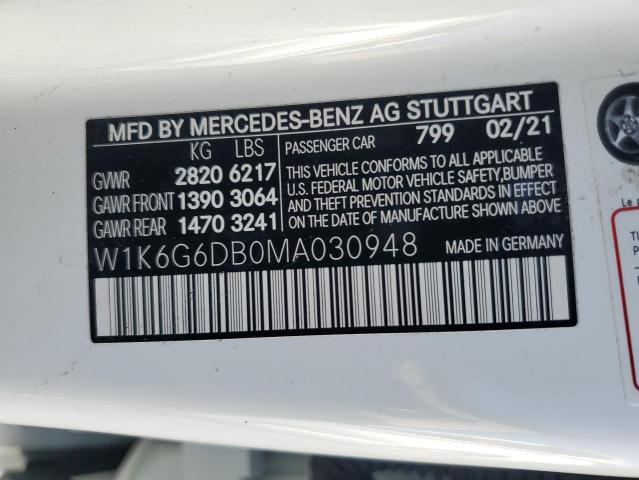 MFD BY MERCEDES-BENZ AG STUTTGART
KG LBS PASSENGER CAR 799 02/21
GVWR 2820 6217
GAWR FRONT 1390 3064
GAWR REAR 1470 3241
THIS VEHICLE CONFORMS TO ALL APPLICABLE
U.S. FEDERAL MOTOR VEHICLE SAFETY, BUMPER
AND THEFT PREVENTION STANDARDS IN EFFECT
ON THE DATE OF MANUFACTURE SHOWN ABOVE.
W1K6G6DB0MA030948 MADE IN GERMANY
Le